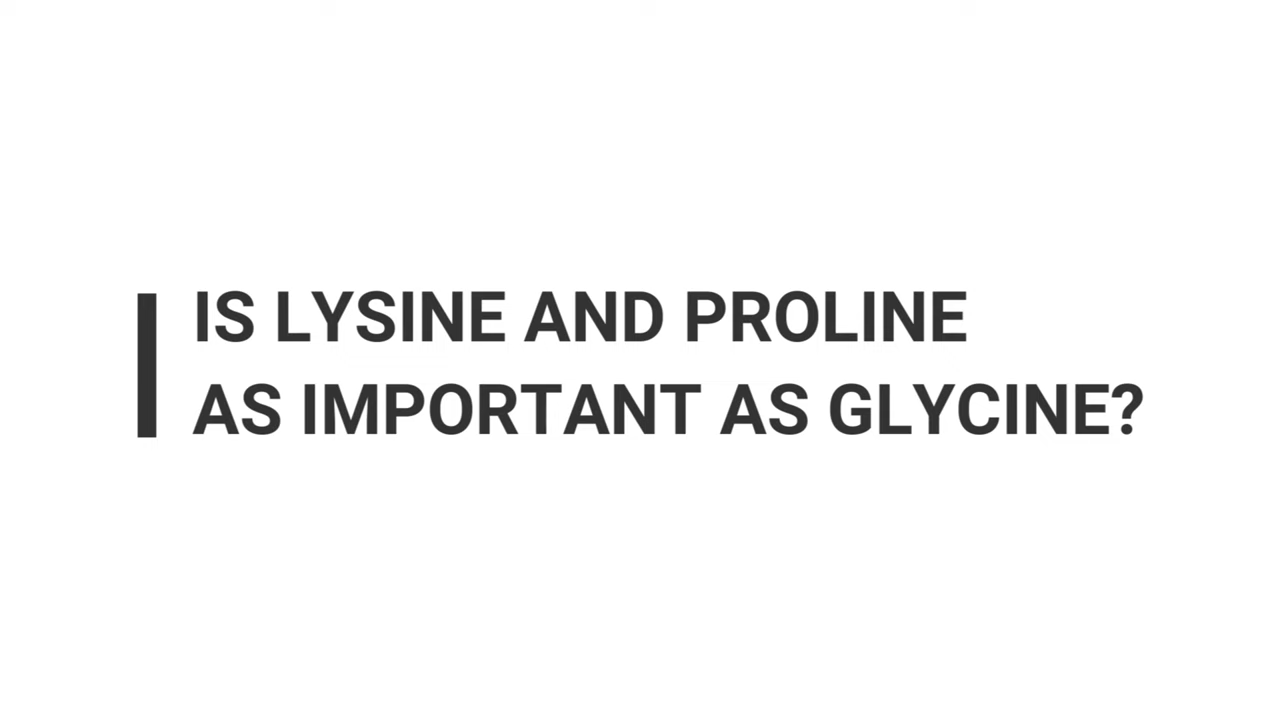 IS LYSINE AND PROLINE
AS IMPORTANT AS GLYCINE?